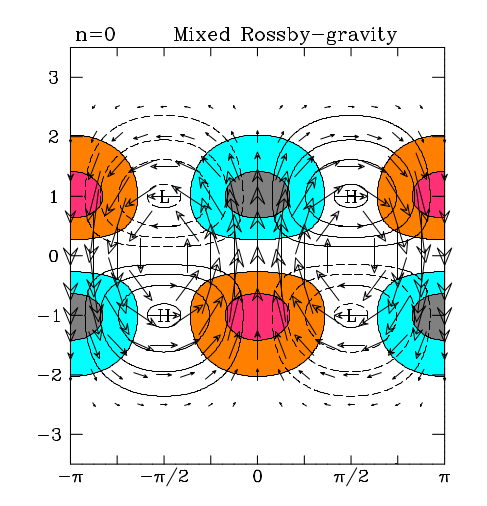 n=0 Mixed Rossby-gravity
3
2
1 L H
0
-1 H L
-2
-3
-π -π/2 0 π/2 π